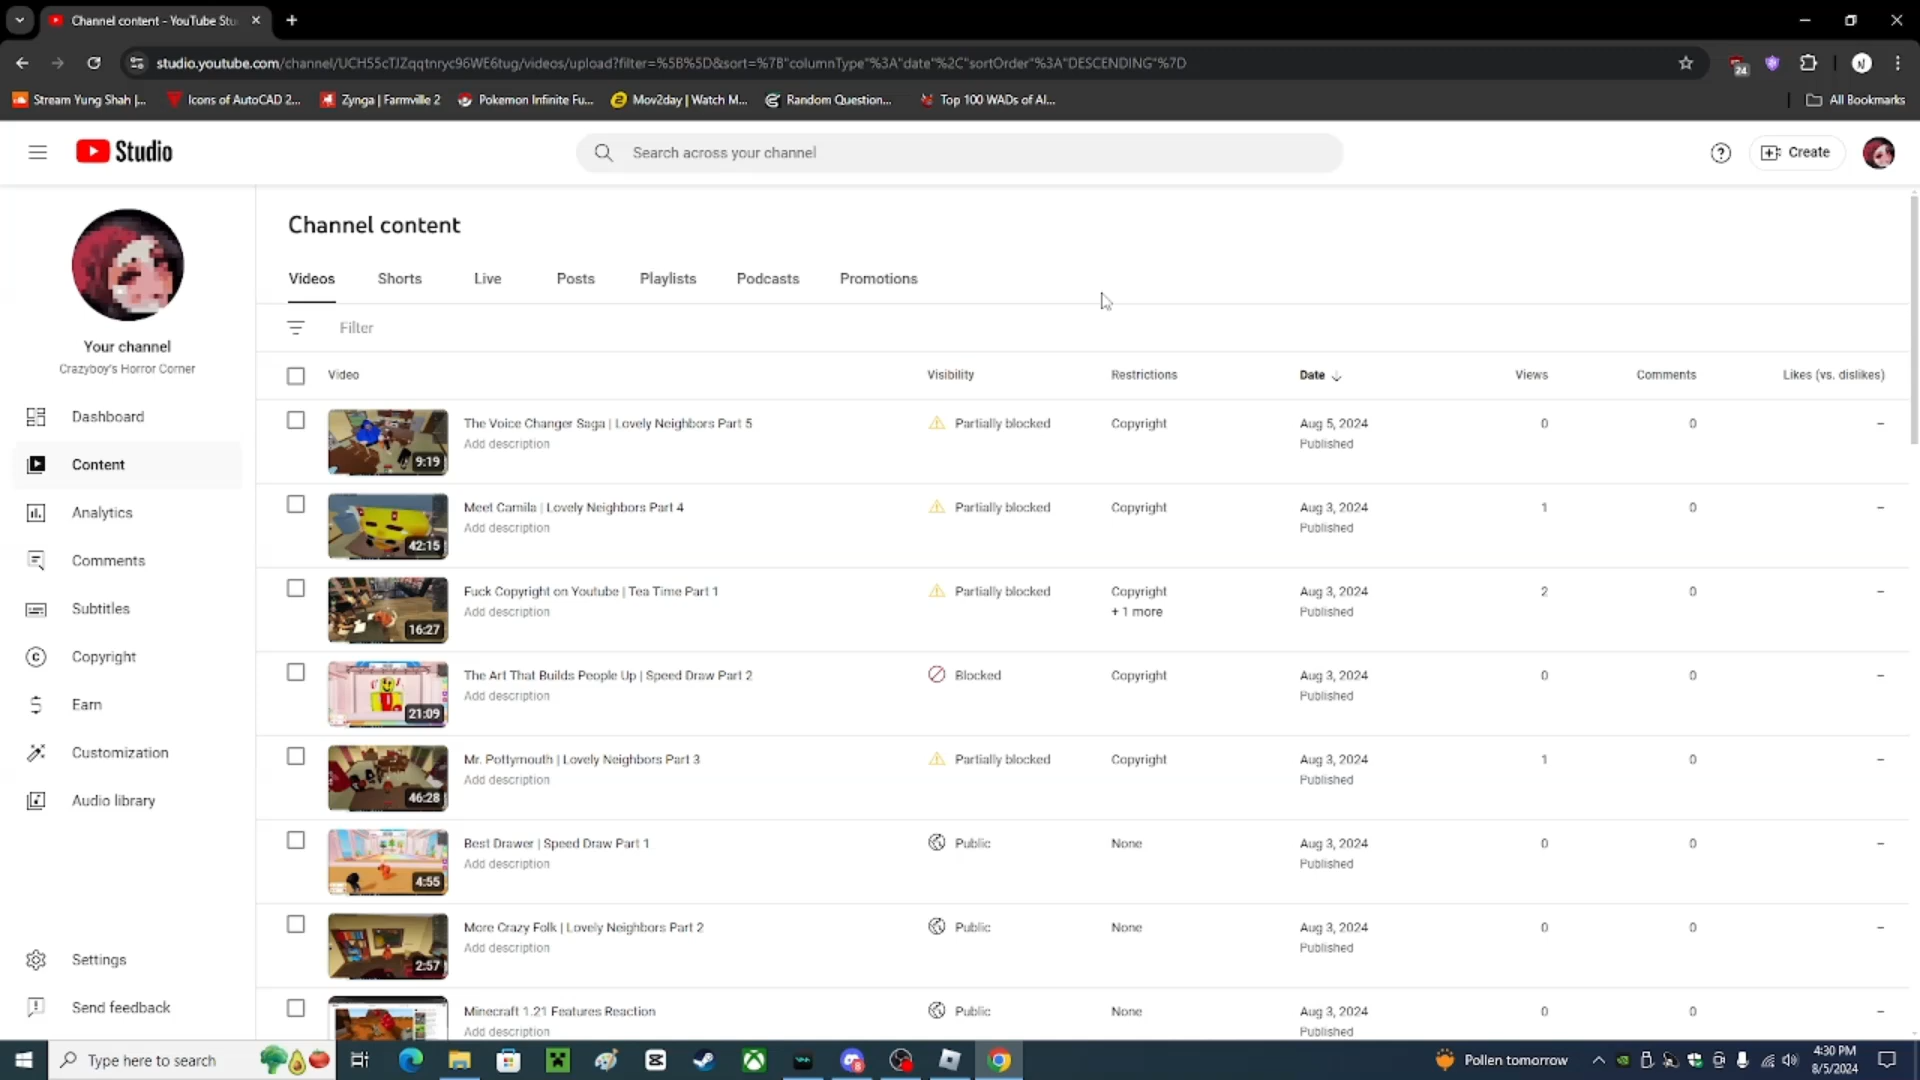 Channel content - YouTube Stu
studio.youtube.com/channel/UCH55cTJZqqtnryc96WE6tug/videos/upload?filter=%5B%5D&sort=%7B"columnType"%3A"date"%2C"sortOrder"%3A"DESCENDING"%7D
24
N
Stream Yung Shah |...
Icons of AutoCAD 2...
Zynga | Farmville 2
Pokemon Infinite Fu...
Mov2day | Watch M...
Random Question...
Top 100 WADs of Al...
All Bookmarks
Studio
Search across your channel
Create
Channel content
Videos
Shorts
Live
Posts
Playlists
Podcasts
Promotions
Your channel
Crazyboy's Horror Corner
Dashboard
Content
Analytics
Comments
Subtitles
Copyright
Earn
Customization
Audio library
Settings
Send feedback
Filter
Video Visibility Restrictions Date Views Comments Likes (vs. dislikes)
The Voice Changer Saga | Lovely Neighbors Part 5 Partially blocked Copyright Aug 5, 2024 0 0 –
Add description Published
9:19
Meet Camila | Lovely Neighbors Part 4 Partially blocked Copyright Aug 3, 2024 1 0 –
Add description Published
42:15
Fuck Copyright on Youtube | Tea Time Part 1 Partially blocked Copyright Aug 3, 2024 2 0 –
Add description + 1 more Published
16:27
The Art That Builds People Up | Speed Draw Part 2 Blocked Copyright Aug 3, 2024 0 0 –
Add description Published
21:09
Mr. Pottymouth | Lovely Neighbors Part 3 Partially blocked Copyright Aug 3, 2024 1 0 –
Add description Published
46:28
Best Drawer | Speed Draw Part 1 Public None Aug 3, 2024 0 0 –
Add description Published
4:55
More Crazy Folk | Lovely Neighbors Part 2 Public None Aug 3, 2024 0 0 –
Add description Published
2:57
Minecraft 1.21 Features Reaction Public None Aug 3, 2024 0 0 –
Add description Published
Type here to search
Pollen tomorrow
4:30 PM
8/5/2024